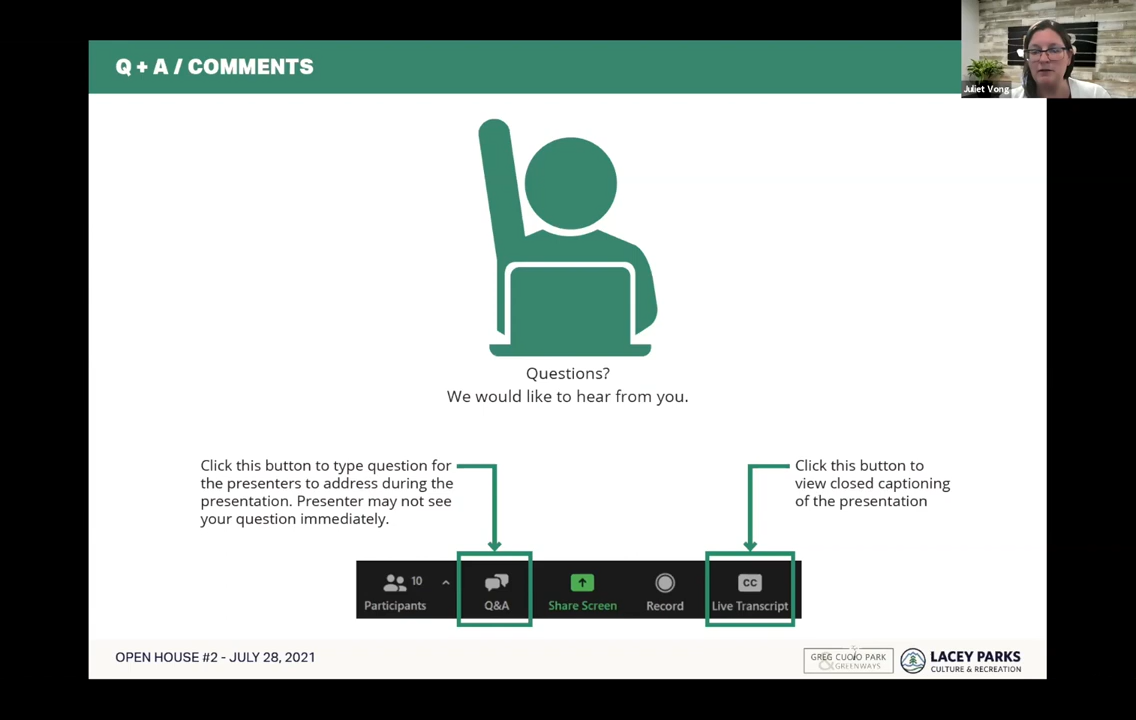 Q + A / COMMENTS
Juliet Vong
Questions?
We would like to hear from you.
Click this button to type question for
the presenters to address during the
presentation. Presenter may not see
your question immediately.
Click this button to
view closed captioning
of the presentation
10
Participants
Q&A
Share Screen
Record
CC
Live Transcript
OPEN HOUSE #2 - JULY 28, 2021
GREG CUOIO PARK
& GREENWAYS
LACEY PARKS
CULTURE & RECREATION